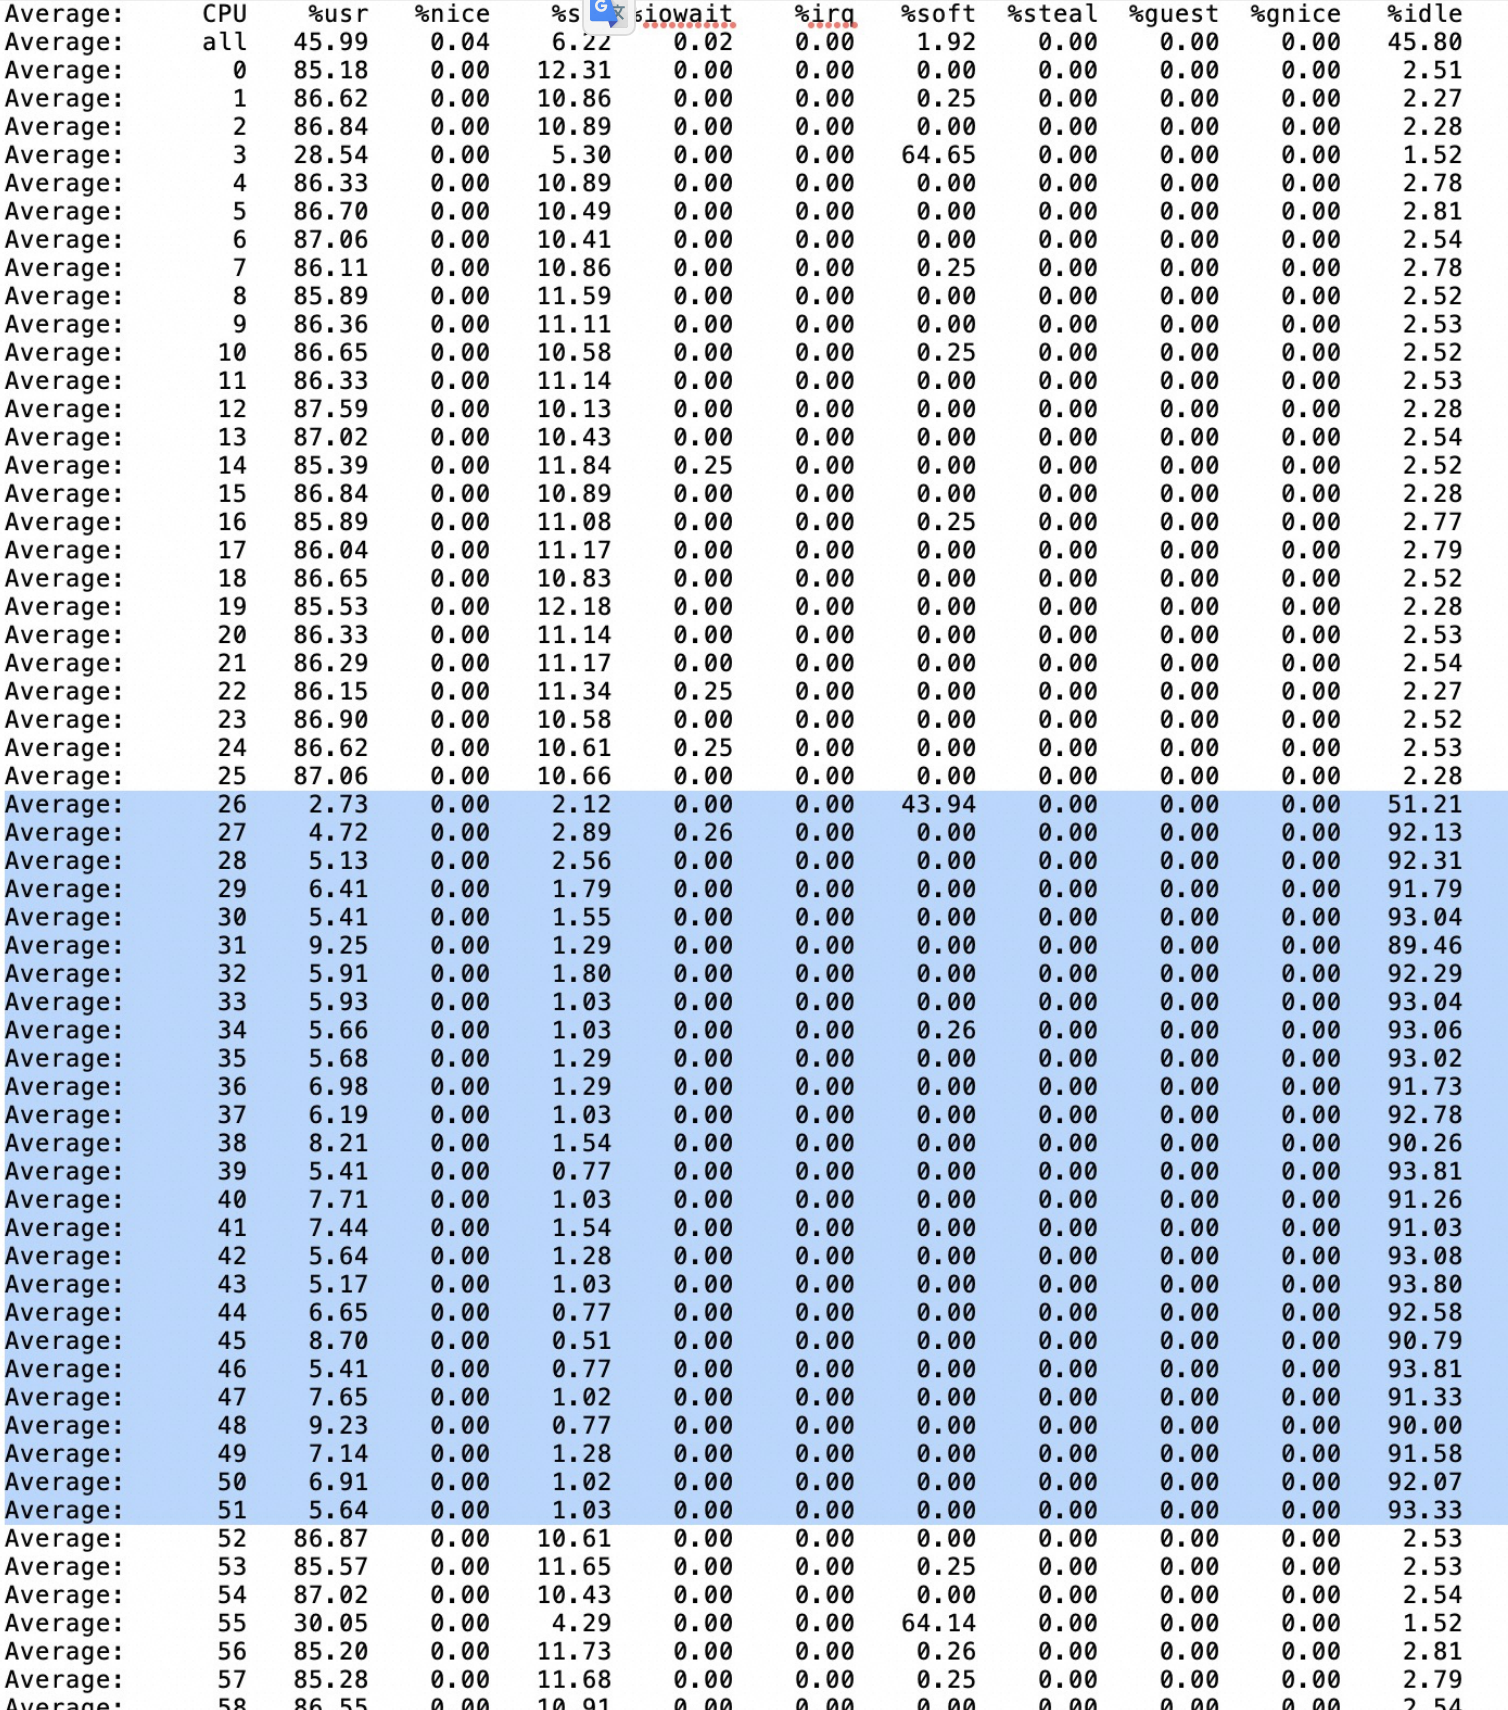 Average: CPU %usr %nice %s %iowait %irq %soft %steal %guest %gnice %idle
Average: all 45.99 0.04 6.22 0.02 0.00 1.92 0.00 0.00 0.00 45.80
Average: 0 85.18 0.00 12.31 0.00 0.00 0.00 0.00 0.00 0.00 2.51
Average: 1 86.62 0.00 10.86 0.00 0.00 0.25 0.00 0.00 0.00 2.27
Average: 2 86.84 0.00 10.89 0.00 0.00 0.00 0.00 0.00 0.00 2.28
Average: 3 28.54 0.00 5.30 0.00 0.00 64.65 0.00 0.00 0.00 1.52
Average: 4 86.33 0.00 10.89 0.00 0.00 0.00 0.00 0.00 0.00 2.78
Average: 5 86.70 0.00 10.49 0.00 0.00 0.00 0.00 0.00 0.00 2.81
Average: 6 87.06 0.00 10.41 0.00 0.00 0.00 0.00 0.00 0.00 2.54
Average: 7 86.11 0.00 10.86 0.00 0.00 0.25 0.00 0.00 0.00 2.78
Average: 8 85.89 0.00 11.59 0.00 0.00 0.00 0.00 0.00 0.00 2.52
Average: 9 86.36 0.00 11.11 0.00 0.00 0.00 0.00 0.00 0.00 2.53
Average: 10 86.65 0.00 10.58 0.00 0.00 0.25 0.00 0.00 0.00 2.52
Average: 11 86.33 0.00 11.14 0.00 0.00 0.00 0.00 0.00 0.00 2.53
Average: 12 87.59 0.00 10.13 0.00 0.00 0.00 0.00 0.00 0.00 2.28
Average: 13 87.02 0.00 10.43 0.00 0.00 0.00 0.00 0.00 0.00 2.54
Average: 14 85.39 0.00 11.84 0.25 0.00 0.00 0.00 0.00 0.00 2.52
Average: 15 86.84 0.00 10.89 0.00 0.00 0.00 0.00 0.00 0.00 2.28
Average: 16 85.89 0.00 11.08 0.00 0.00 0.25 0.00 0.00 0.00 2.77
Average: 17 86.04 0.00 11.17 0.00 0.00 0.00 0.00 0.00 0.00 2.79
Average: 18 86.65 0.00 10.83 0.00 0.00 0.00 0.00 0.00 0.00 2.52
Average: 19 85.53 0.00 12.18 0.00 0.00 0.00 0.00 0.00 0.00 2.28
Average: 20 86.33 0.00 11.14 0.00 0.00 0.00 0.00 0.00 0.00 2.53
Average: 21 86.29 0.00 11.17 0.00 0.00 0.00 0.00 0.00 0.00 2.54
Average: 22 86.15 0.00 11.34 0.25 0.00 0.00 0.00 0.00 0.00 2.27
Average: 23 86.90 0.00 10.58 0.00 0.00 0.00 0.00 0.00 0.00 2.52
Average: 24 86.62 0.00 10.61 0.25 0.00 0.00 0.00 0.00 0.00 2.53
Average: 25 87.06 0.00 10.66 0.00 0.00 0.00 0.00 0.00 0.00 2.28
Average: 26 2.73 0.00 2.12 0.00 0.00 43.94 0.00 0.00 0.00 51.21
Average: 27 4.72 0.00 2.89 0.26 0.00 0.00 0.00 0.00 0.00 92.13
Average: 28 5.13 0.00 2.56 0.00 0.00 0.00 0.00 0.00 0.00 92.31
Average: 29 6.41 0.00 1.79 0.00 0.00 0.00 0.00 0.00 0.00 91.79
Average: 30 5.41 0.00 1.55 0.00 0.00 0.00 0.00 0.00 0.00 93.04
Average: 31 9.25 0.00 1.29 0.00 0.00 0.00 0.00 0.00 0.00 89.46
Average: 32 5.91 0.00 1.80 0.00 0.00 0.00 0.00 0.00 0.00 92.29
Average: 33 5.93 0.00 1.03 0.00 0.00 0.00 0.00 0.00 0.00 93.04
Average: 34 5.66 0.00 1.03 0.00 0.00 0.26 0.00 0.00 0.00 93.06
Average: 35 5.68 0.00 1.29 0.00 0.00 0.00 0.00 0.00 0.00 93.02
Average: 36 6.98 0.00 1.29 0.00 0.00 0.00 0.00 0.00 0.00 91.73
Average: 37 6.19 0.00 1.03 0.00 0.00 0.00 0.00 0.00 0.00 92.78
Average: 38 8.21 0.00 1.54 0.00 0.00 0.00 0.00 0.00 0.00 90.26
Average: 39 5.41 0.00 0.77 0.00 0.00 0.00 0.00 0.00 0.00 93.81
Average: 40 7.71 0.00 1.03 0.00 0.00 0.00 0.00 0.00 0.00 91.26
Average: 41 7.44 0.00 1.54 0.00 0.00 0.00 0.00 0.00 0.00 91.03
Average: 42 5.64 0.00 1.28 0.00 0.00 0.00 0.00 0.00 0.00 93.08
Average: 43 5.17 0.00 1.03 0.00 0.00 0.00 0.00 0.00 0.00 93.80
Average: 44 6.65 0.00 0.77 0.00 0.00 0.00 0.00 0.00 0.00 92.58
Average: 45 8.70 0.00 0.51 0.00 0.00 0.00 0.00 0.00 0.00 90.79
Average: 46 5.41 0.00 0.77 0.00 0.00 0.00 0.00 0.00 0.00 93.81
Average: 47 7.65 0.00 1.02 0.00 0.00 0.00 0.00 0.00 0.00 91.33
Average: 48 9.23 0.00 0.77 0.00 0.00 0.00 0.00 0.00 0.00 90.00
Average: 49 7.14 0.00 1.28 0.00 0.00 0.00 0.00 0.00 0.00 91.58
Average: 50 6.91 0.00 1.02 0.00 0.00 0.00 0.00 0.00 0.00 92.07
Average: 51 5.64 0.00 1.03 0.00 0.00 0.00 0.00 0.00 0.00 93.33
Average: 52 86.87 0.00 10.61 0.00 0.00 0.00 0.00 0.00 0.00 2.53
Average: 53 85.57 0.00 11.65 0.00 0.00 0.25 0.00 0.00 0.00 2.53
Average: 54 87.02 0.00 10.43 0.00 0.00 0.00 0.00 0.00 0.00 2.54
Average: 55 30.05 0.00 4.29 0.00 0.00 64.14 0.00 0.00 0.00 1.52
Average: 56 85.20 0.00 11.73 0.00 0.00 0.26 0.00 0.00 0.00 2.81
Average: 57 85.28 0.00 11.68 0.00 0.00 0.25 0.00 0.00 0.00 2.79
Average: 58 86.55 0.00 10.91 0.00 0.00 0.00 0.00 0.00 0.00 2.54